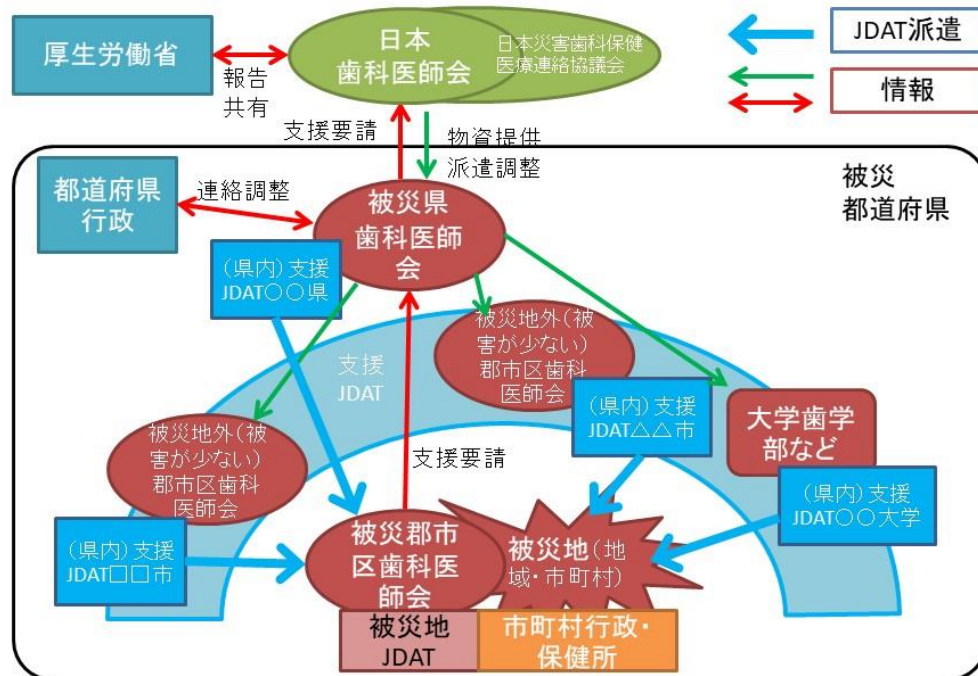 厚生労働省
日本
歯科医師会
日本災害歯科保健
医療連絡協議会
JDAT派遣
情報
報告
共有
支援要請
物資提供
派遣調整
都道府県
行政
連絡調整
被災県
歯科医師
会
被災
都道府県
(県内)支援
JDAT○○県
支援
JDAT
被災地外(被
害が少ない)
郡市区歯科
医師会
(県内)支援
JDAT△△市
大学歯学
部など
被災地外(被
害が少ない)
郡市区歯科
医師会
支援要請
(県内)支援
JDAT○○大学
(県内)支援
JDAT□□市
被災郡市
区歯科医
師会
被災地(地
域・市町村)
被災地
JDAT
市町村行政・
保健所